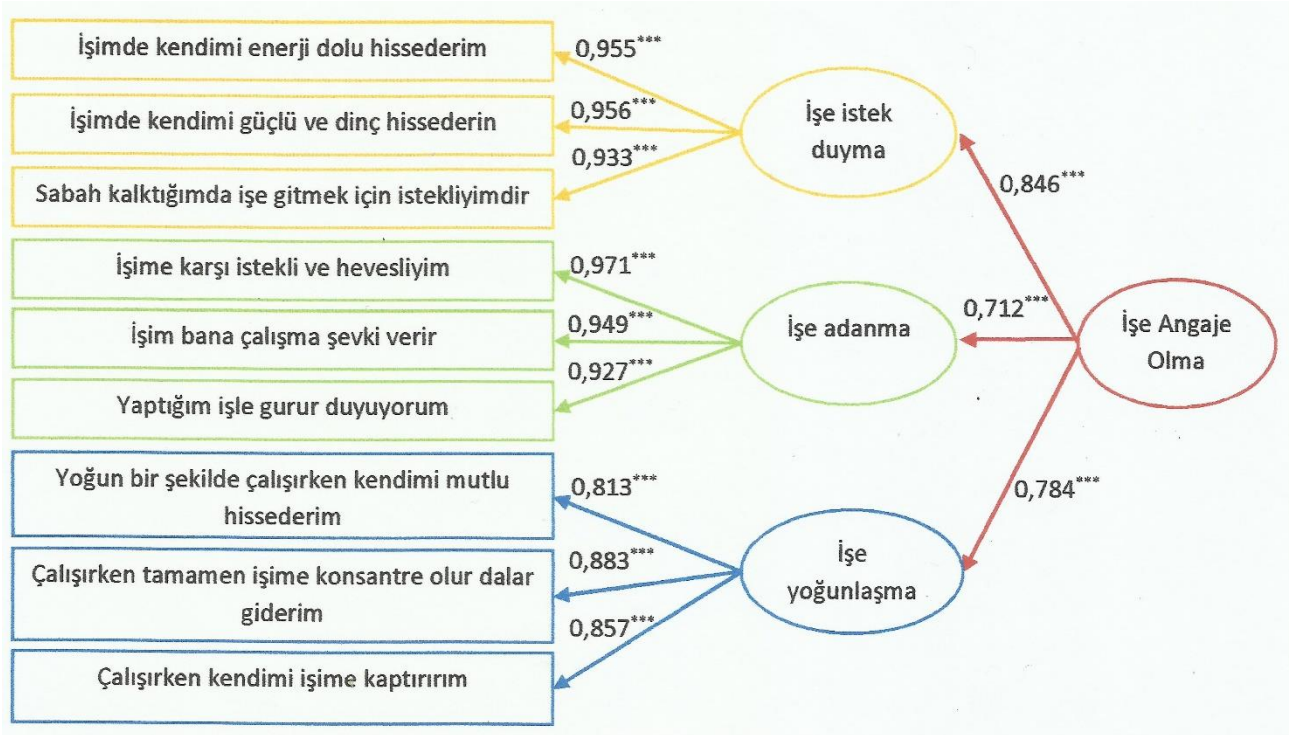 İşimde kendimi enerji dolu hissederim
0,955***
İşimde kendimi güçlü ve dinç hissederin
0,956***
Sabah kalktığımda işe gitmek için istekliyimdir
0,933***
İşe istek
duyma
0,846***
İşime karşı istekli ve hevesliyim
0,971***
İşim bana çalışma şevki verir
0,949***
Yaptığım işle gurur duyuyorum
0,927***
İşe adanma
0,712***
İşe Angaje
Olma
Yoğun bir şekilde çalışırken kendimi mutlu
hissederim
0,813***
Çalışırken tamamen işime konsantre olur dalar
giderim
0,883***
Çalışırken kendimi işime kaptırırım
0,857***
İşe
yoğunlaşma
0,784***